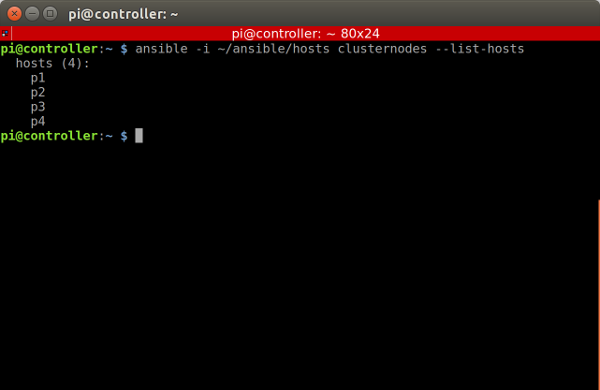 pi@controller: ~
pi@controller: ~ 80x24
pi@controller:~ $ ansible -i ~/ansible/hosts clusternodes --list-hosts
  hosts (4):
    p1
    p2
    p3
    p4
pi@controller:~ $